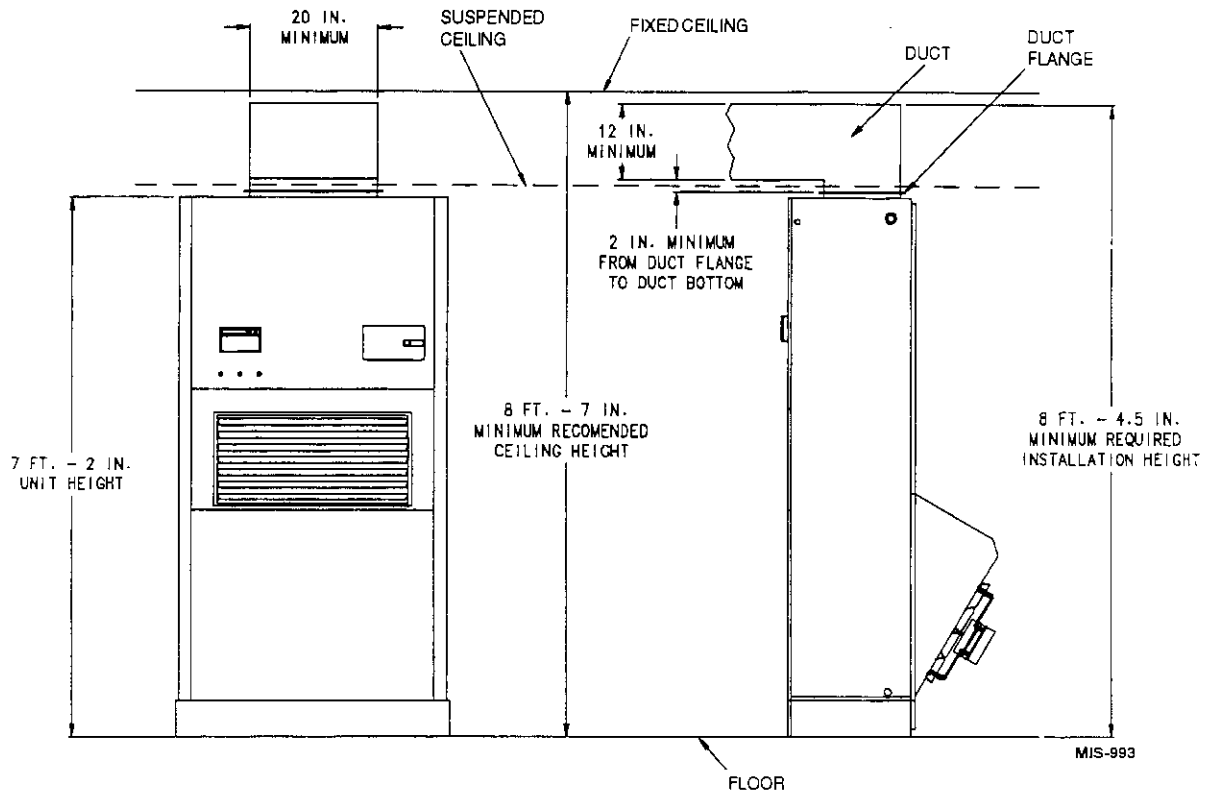 20 IN.
MINIMUM
SUSPENDED
CEILING
FIXED CEILING
DUCT
DUCT
FLANGE
12 IN.
MINIMUM
2 IN. MINIMUM
FROM DUCT FLANGE
TO DUCT BOTTOM
7 FT. - 2 IN.
UNIT HEIGHT
8 FT. - 7 IN.
MINIMUM RECOMENDED
CEILING HEIGHT
8 FT. - 4.5 IN.
MINIMUM REQUIRED
INSTALLATION HEIGHT
MIS-993
FLOOR